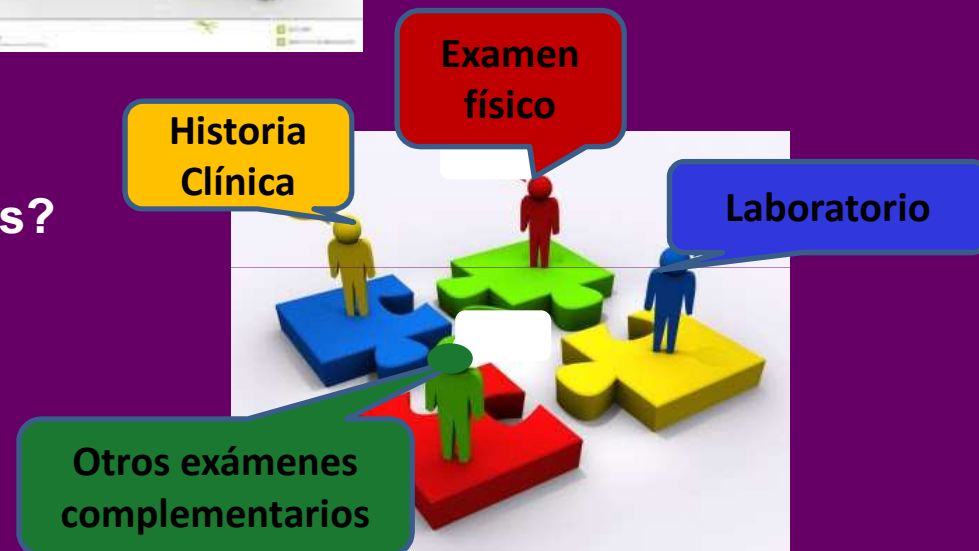 Examen
físico
Historia
Clínica
s?
Laboratorio
Otros exámenes
complementarios